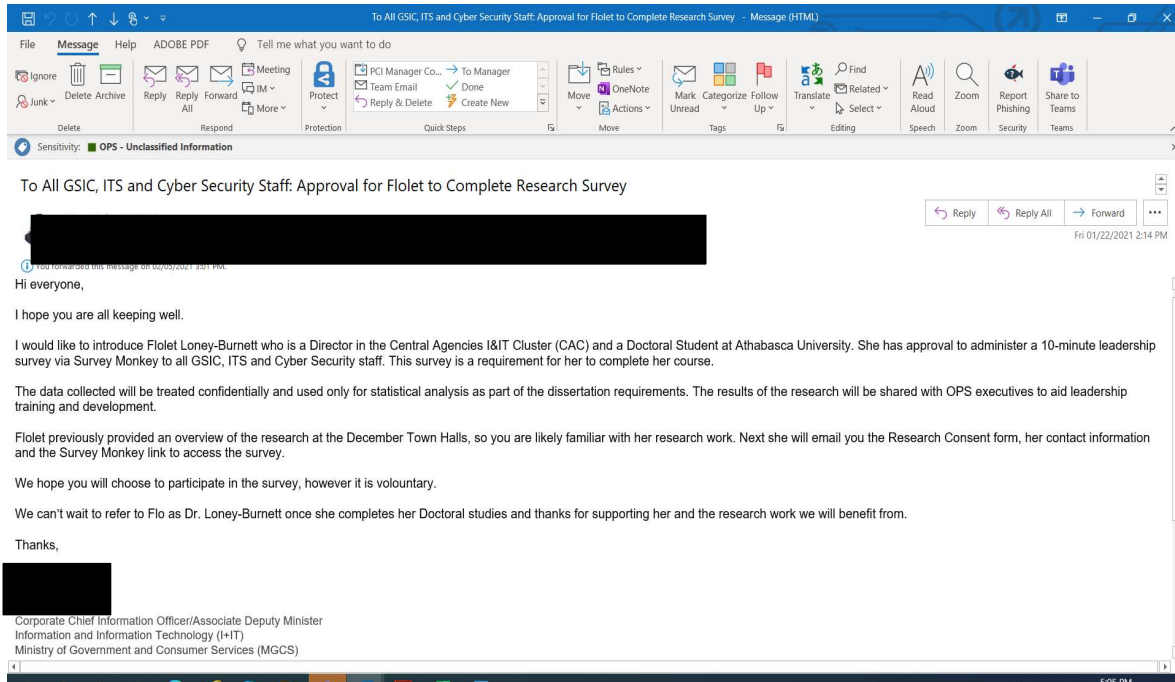 To All GSIC, ITS and Cyber Security Staff: Approval for Flolet to Complete Research Survey - Message (HTML)
File Message Help ADOBE PDF Tell me what you want to do
Ignore
Junk
Delete Archive
Reply Reply All Forward
Meeting
IM
More
Protect
PCI Manager Co... To Manager
Team Email Done
Reply & Delete Create New
Move
Rules
OneNote
Actions
Mark Unread Categorize Follow Up
Translate
Find
Related
Select
Read Aloud
Zoom
Report Phishing
Share to Teams
Delete Respond Protection Quick Steps Move Tags Editing Speech Zoom Security Teams
Sensitivity: OPS - Unclassified Information
To All GSIC, ITS and Cyber Security Staff: Approval for Flolet to Complete Research Survey
Reply Reply All Forward
Fri 01/22/2021 2:14 PM
You forwarded this message on 02/05/2021 3:01 PM.
Hi everyone,
I hope you are all keeping well.
I would like to introduce Flolet Loney-Burnett who is a Director in the Central Agencies I&IT Cluster (CAC) and a Doctoral Student at Athabasca University. She has approval to administer a 10-minute leadership
survey via Survey Monkey to all GSIC, ITS and Cyber Security staff. This survey is a requirement for her to complete her course.
The data collected will be treated confidentially and used only for statistical analysis as part of the dissertation requirements. The results of the research will be shared with OPS executives to aid leadership
training and development.
Flolet previously provided an overview of the research at the December Town Halls, so you are likely familiar with her research work. Next she will email you the Research Consent form, her contact information
and the Survey Monkey link to access the survey.
We hope you will choose to participate in the survey, however it is volountary.
We can't wait to refer to Flo as Dr. Loney-Burnett once she completes her Doctoral studies and thanks for supporting her and the research work we will benefit from.
Thanks,
Corporate Chief Information Officer/Associate Deputy Minister
Information and Information Technology (I+IT)
Ministry of Government and Consumer Services (MGCS)
5:05 PM